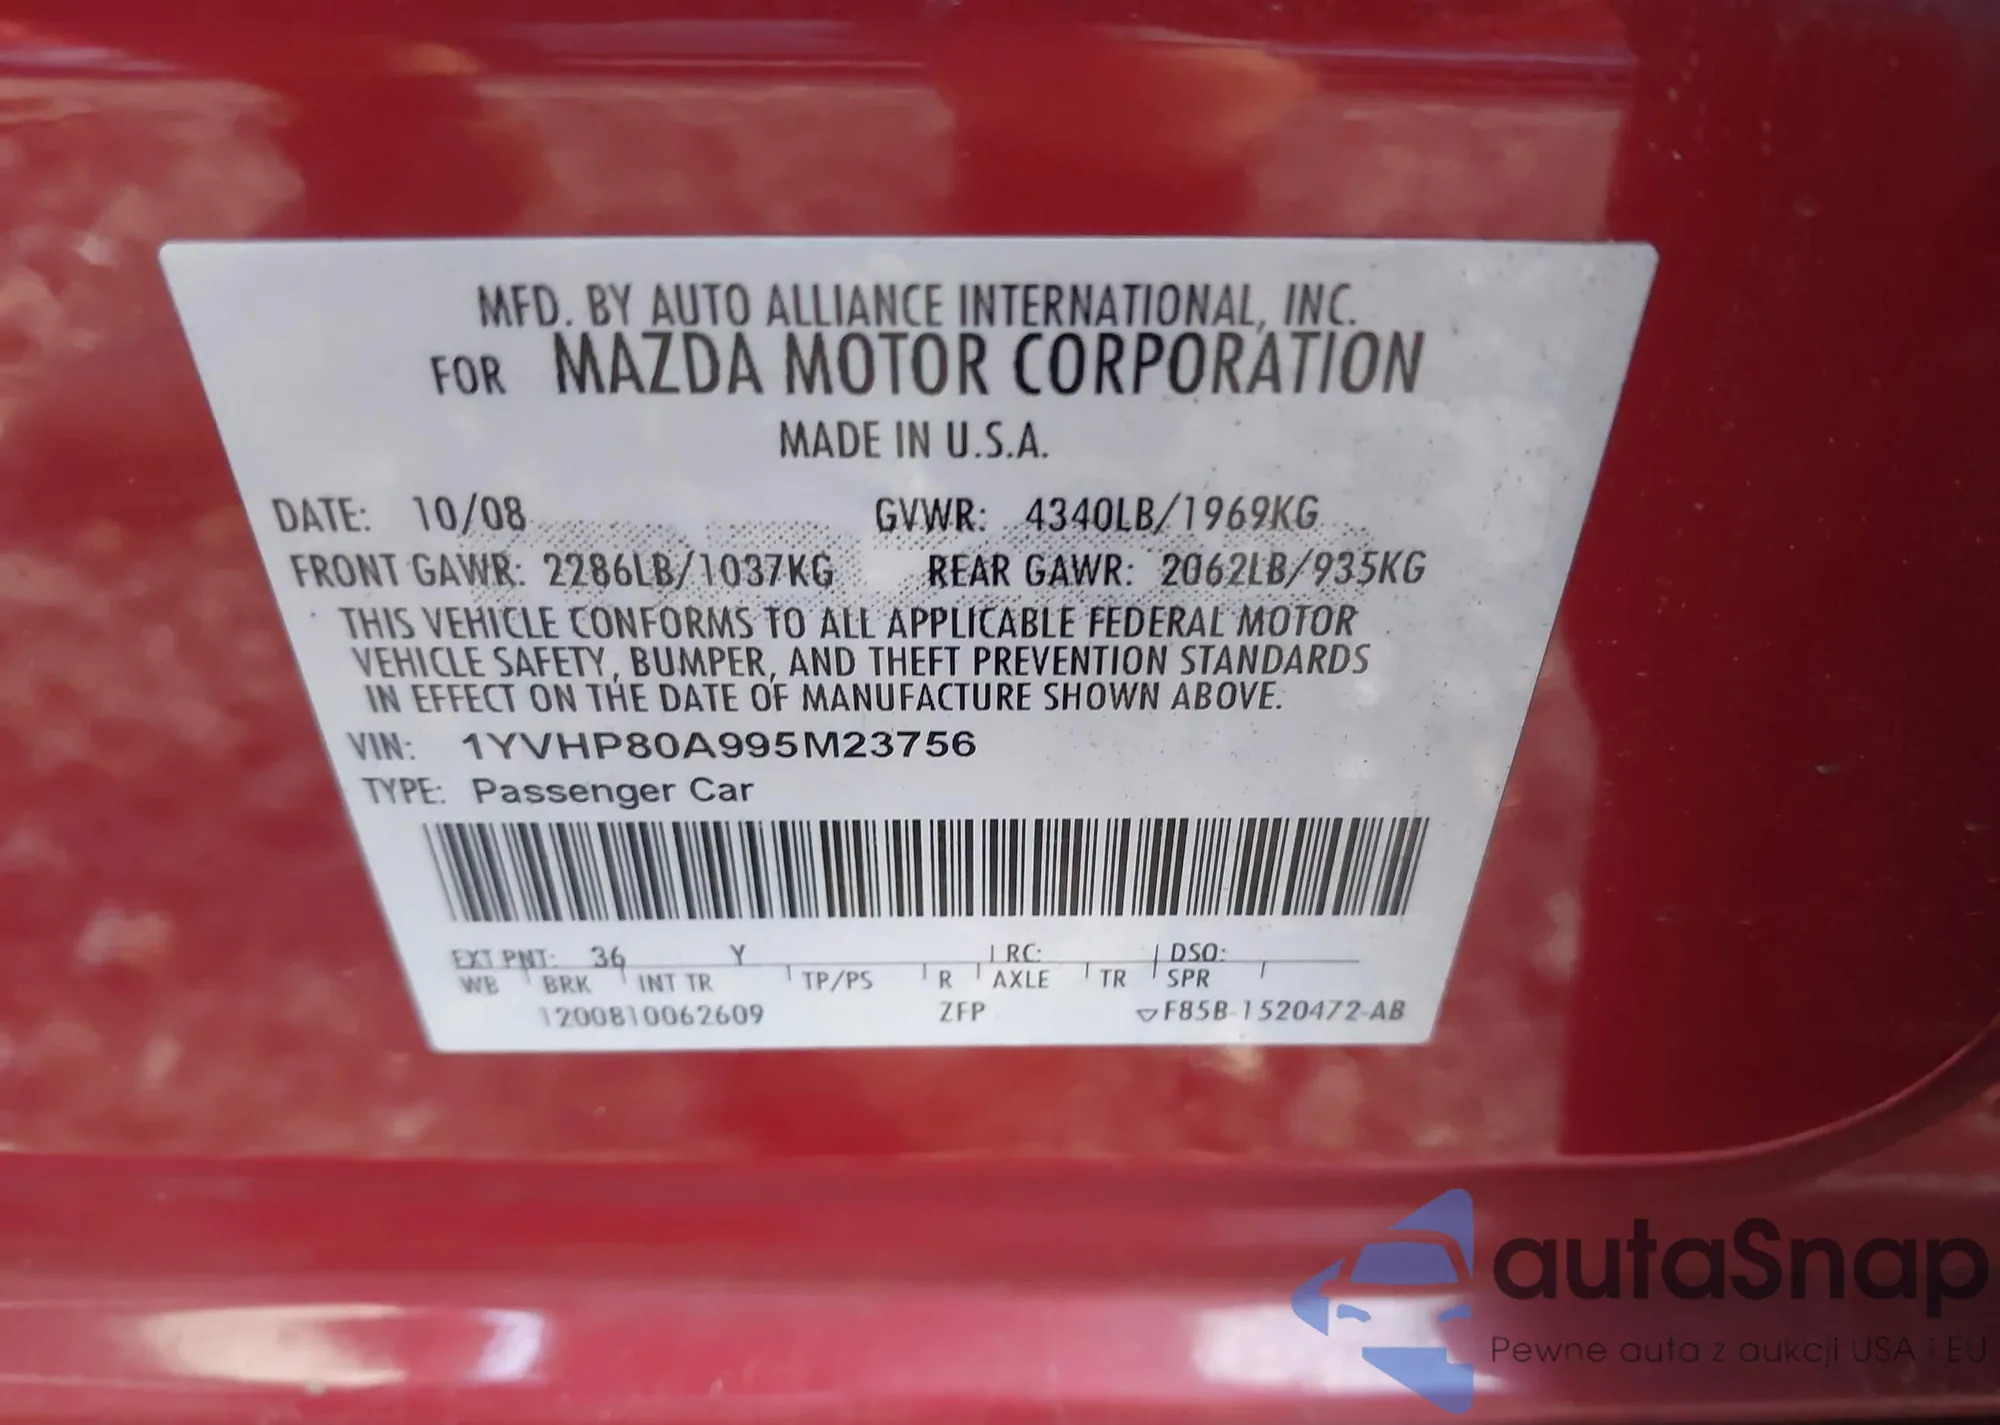 MFD. BY AUTO ALLIANCE INTERNATIONAL, INC.
FOR MAZDA MOTOR CORPORATION
MADE IN U.S.A.
DATE: 10/08 GVWR: 4340LB/1969KG
FRONT GAWR: 2286LB/1037KG REAR GAWR: 2062LB/935KG
THIS VEHICLE CONFORMS TO ALL APPLICABLE FEDERAL MOTOR
VEHICLE SAFETY, BUMPER, AND THEFT PREVENTION STANDARDS
IN EFFECT ON THE DATE OF MANUFACTURE SHOWN ABOVE.
VIN: 1YVHP80A995M23756
TYPE: Passenger Car
EXT PNT: 36 Y RC: DSO:
WB BRK INT TR TP/PS R AXLE TR SPR
1200810062609 ZFP F85B-1520472-AB
autaSnap
Pewne auta z aukcji USA i EU